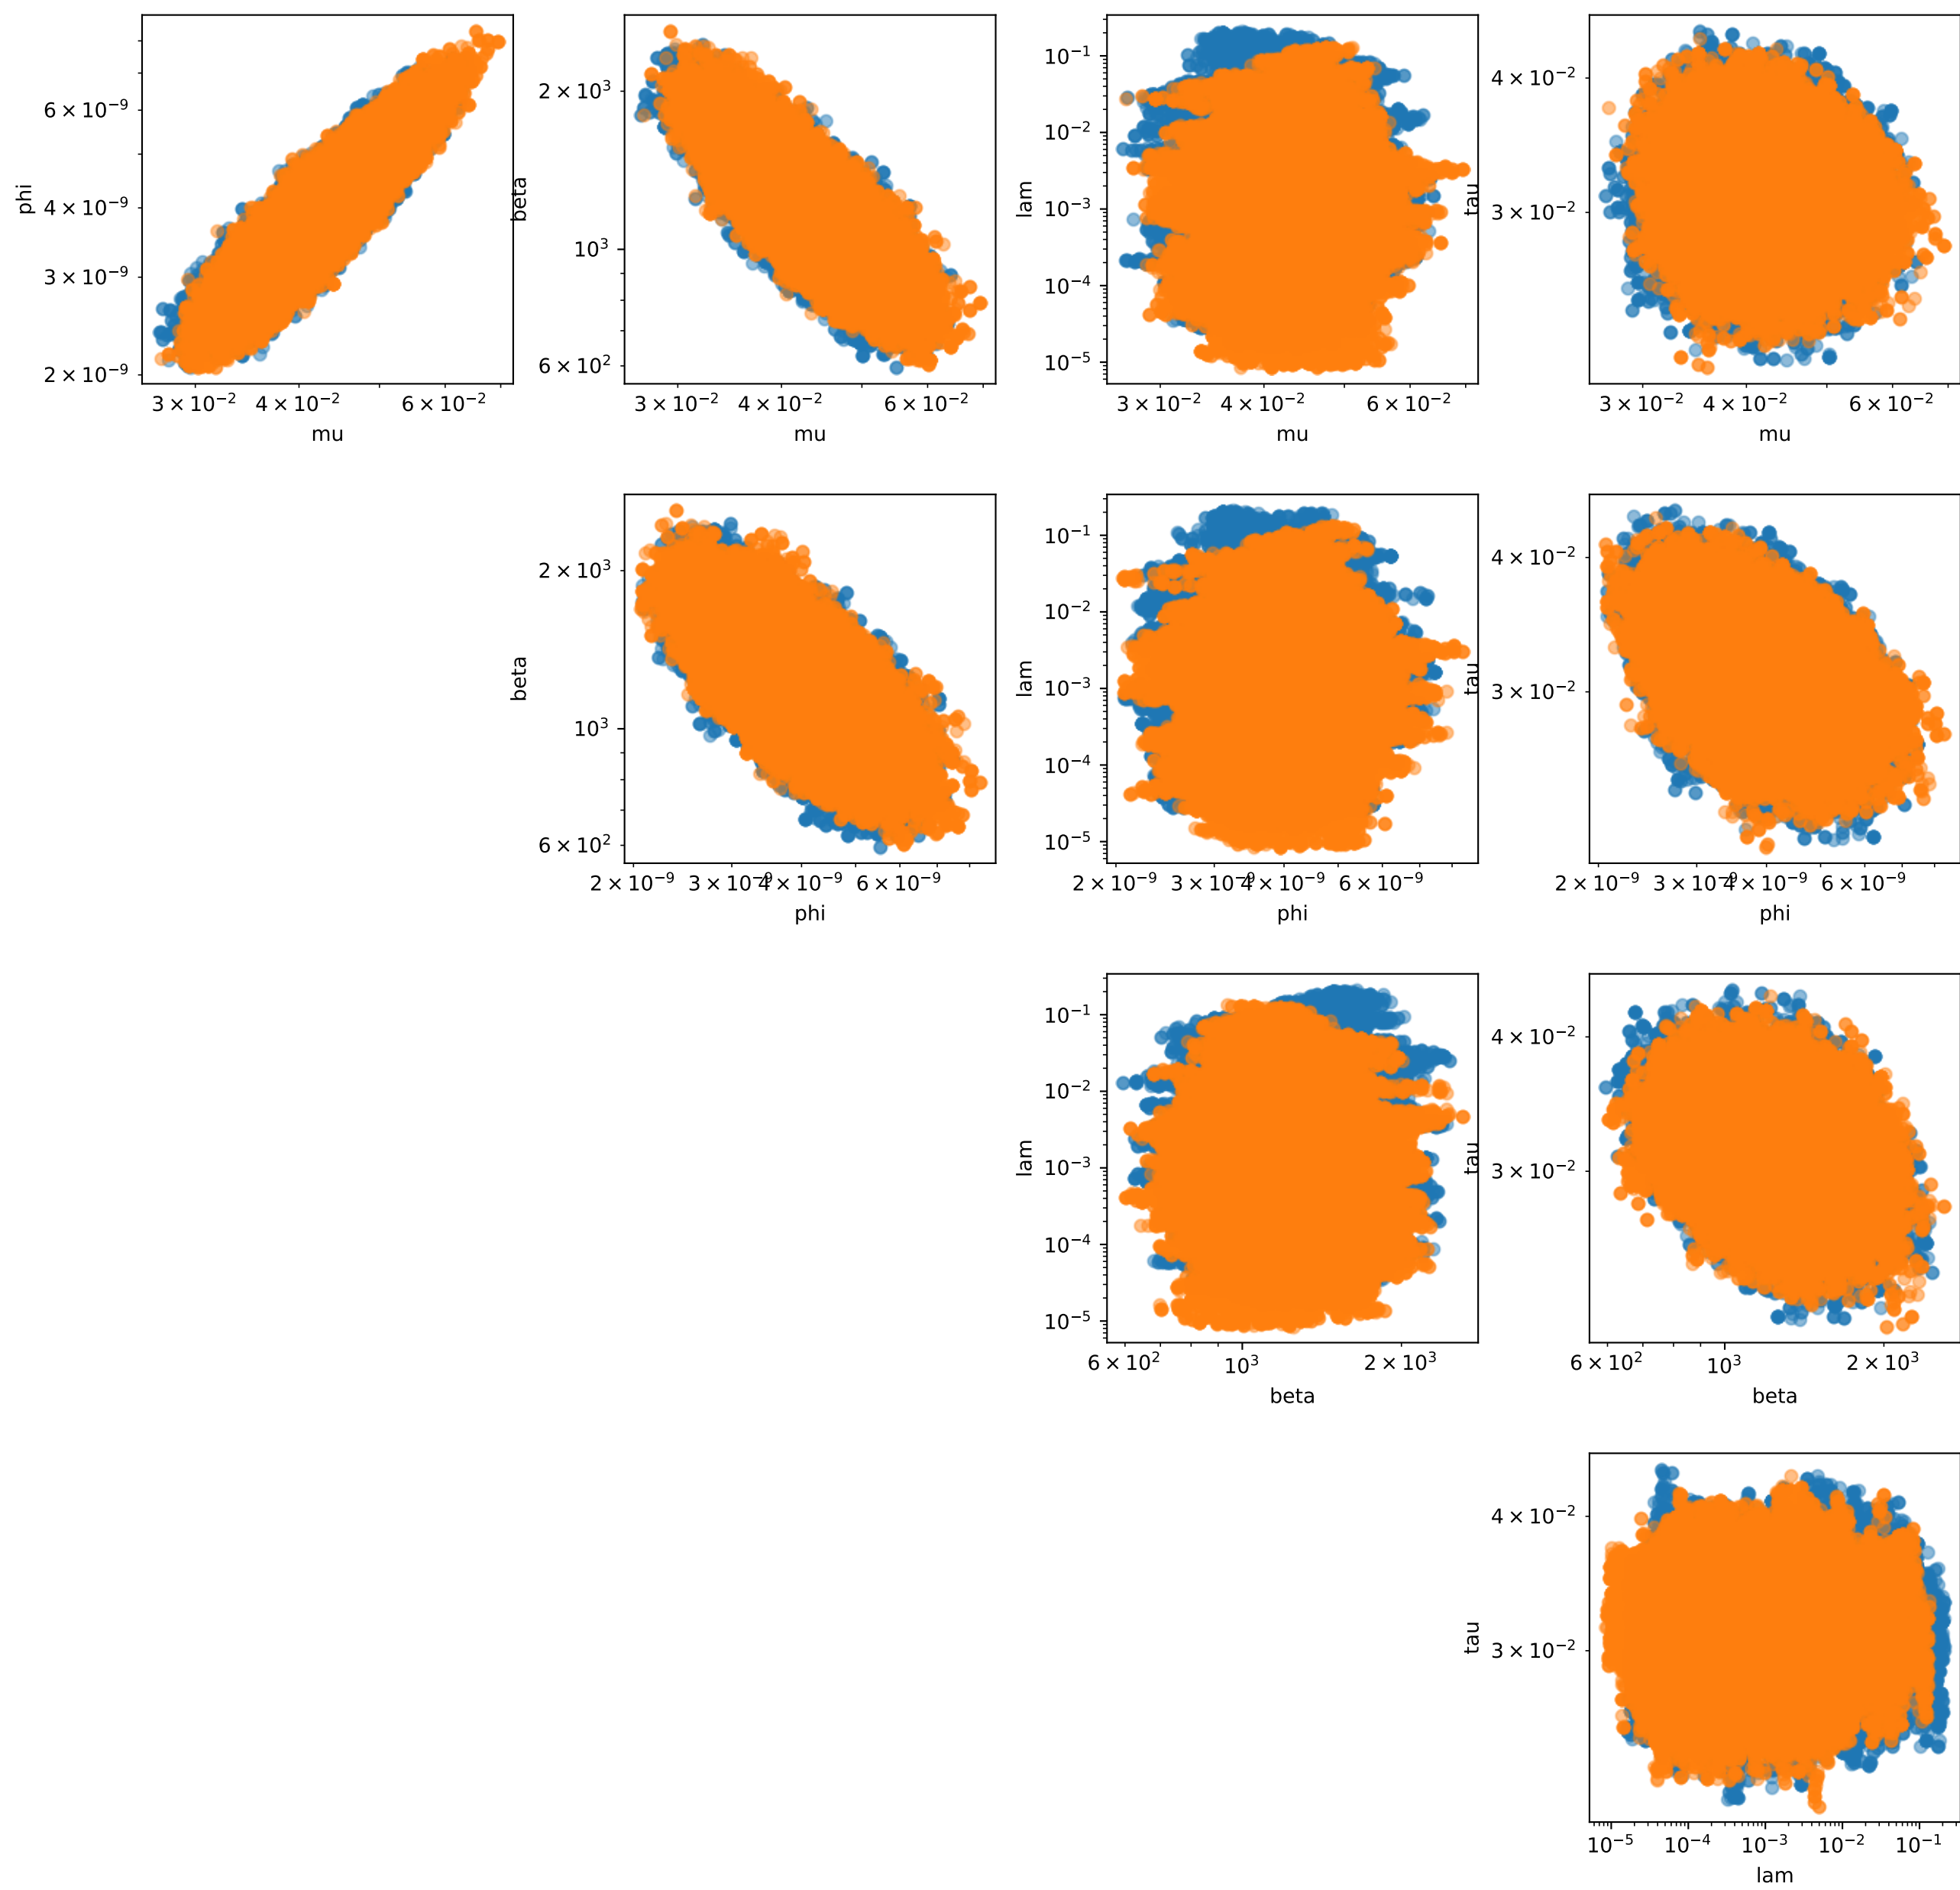 phi
6 × 10⁻⁹
4 × 10⁻⁹
3 × 10⁻⁹
2 × 10⁻⁹
3 × 10⁻² 4 × 10⁻² 6 × 10⁻²
mu
beta
2 × 10³
10³
6 × 10²
3 × 10⁻² 4 × 10⁻² 6 × 10⁻²
mu
lam
10⁻¹
10⁻²
10⁻³
10⁻⁴
10⁻⁵
3 × 10⁻² 4 × 10⁻² 6 × 10⁻²
mu
tau
4 × 10⁻²
3 × 10⁻²
3 × 10⁻² 4 × 10⁻² 6 × 10⁻²
mu
beta
2 × 10³
10³
6 × 10²
2 × 10⁻⁹ 3 × 10⁻⁹ 4 × 10⁻⁹ 6 × 10⁻⁹
phi
lam
10⁻¹
10⁻²
10⁻³
10⁻⁴
10⁻⁵
2 × 10⁻⁹ 3 × 10⁻⁹ 4 × 10⁻⁹ 6 × 10⁻⁹
phi
tau
4 × 10⁻²
3 × 10⁻²
2 × 10⁻⁹ 3 × 10⁻⁹ 4 × 10⁻⁹ 6 × 10⁻⁹
phi
lam
10⁻¹
10⁻²
10⁻³
10⁻⁴
10⁻⁵
6 × 10² 10³ 2 × 10³
beta
tau
4 × 10⁻²
3 × 10⁻²
6 × 10² 10³ 2 × 10³
beta
tau
4 × 10⁻²
3 × 10⁻²
10⁻⁵ 10⁻⁴ 10⁻³ 10⁻² 10⁻¹
lam